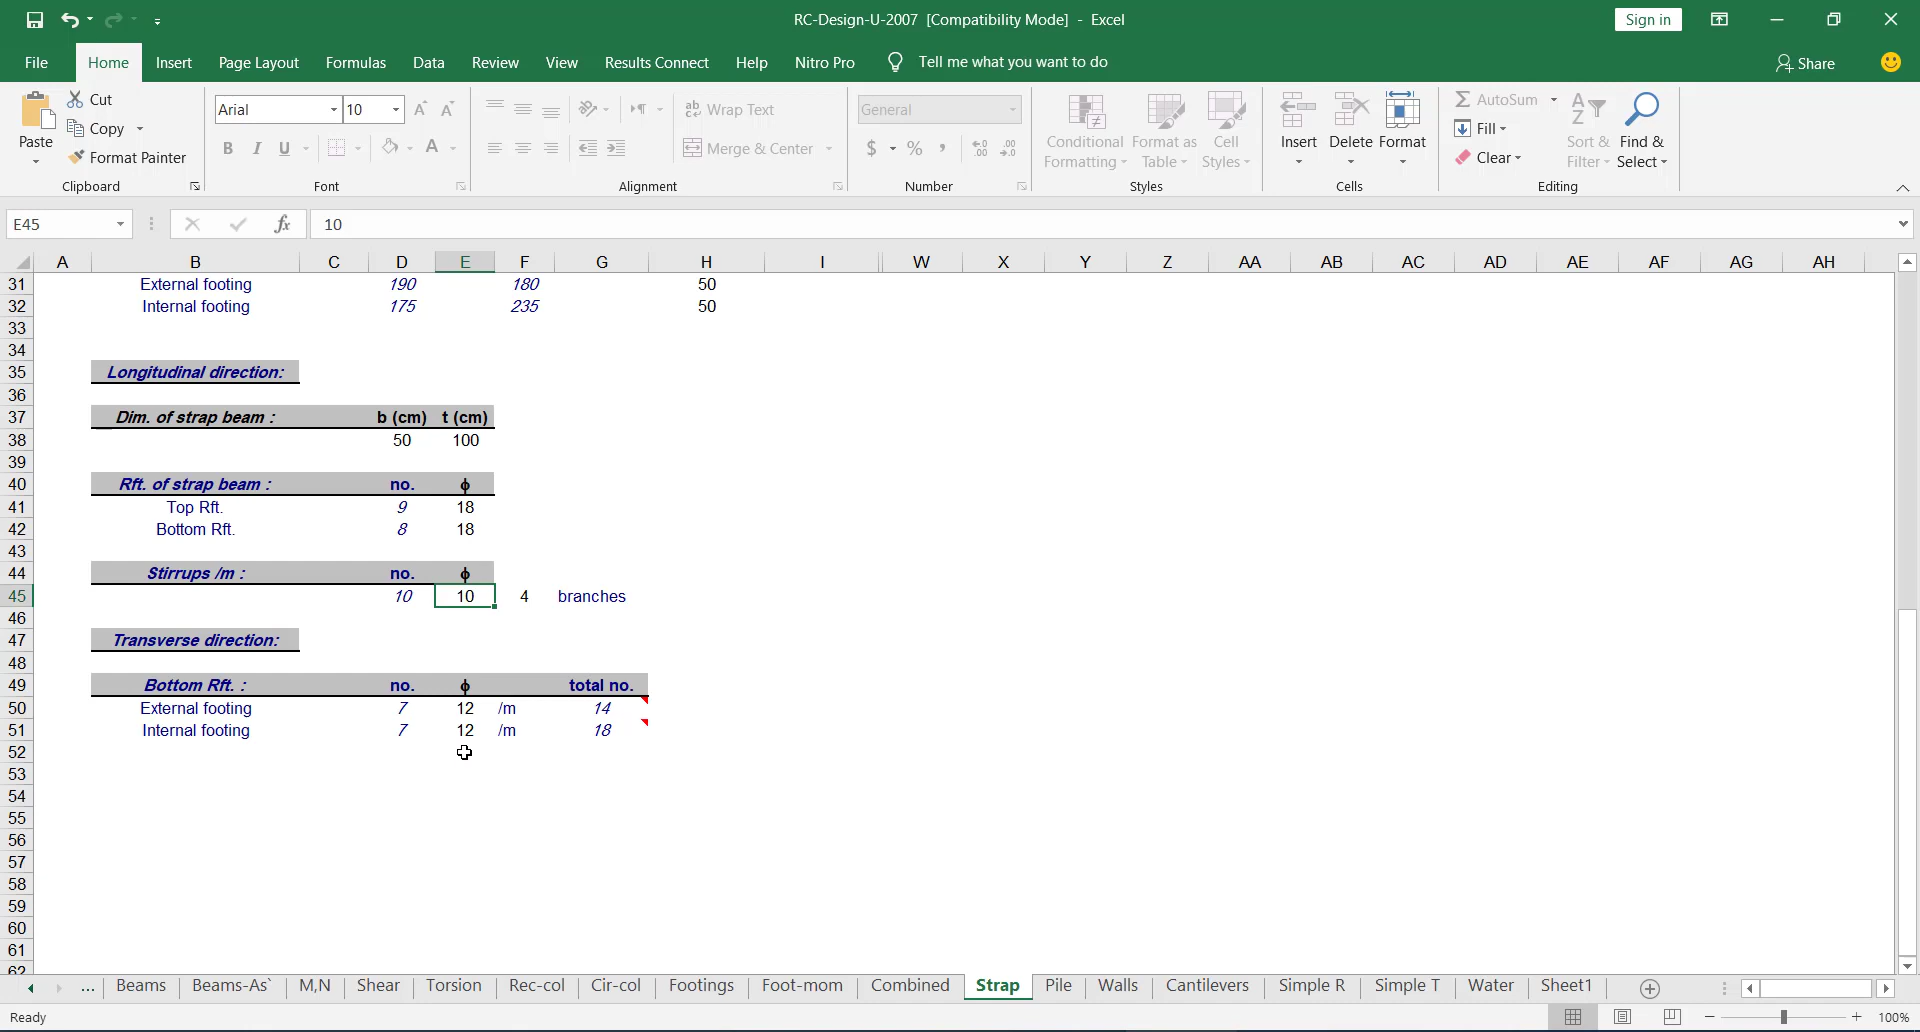 RC-Design-U-2007 [Compatibility Mode] - Excel
Sign in
File Home Insert Page Layout Formulas Data Review View Results Connect Help Nitro Pro Tell me what you want to do Share
Cut
Copy
Format Painter
Paste
Clipboard
Arial 10
B I U A
Font
Wrap Text
Merge & Center
Alignment
General
$ % ,
Number
Conditional Formatting
Format as Table
Cell Styles
Styles
Insert Delete Format
Cells
AutoSum
Fill
Clear
Sort & Filter
Find & Select
Editing
E45 fx 10
A B C D E F G H I W X Y Z AA AB AC AD AE AF AG AH
31 External footing 190 180 50
32 Internal footing 175 235 50
33
34
35 Longitudinal direction:
36
37 Dim. of strap beam : b (cm) t (cm)
38 50 100
39
40 Rft. of strap beam : no. ϕ
41 Top Rft. 9 18
42 Bottom Rft. 8 18
43
44 Stirrups /m : no. ϕ
45 10 10 4 branches
46
47 Transverse direction:
48
49 Bottom Rft. : no. ϕ total no.
50 External footing 7 12 /m 14
51 Internal footing 7 12 /m 18
52
53
54
55
56
57
58
59
60
61
62
... Beams Beams-As` M,N Shear Torsion Rec-col Cir-col Footings Foot-mom Combined Strap Pile Walls Cantilevers Simple R Simple T Water Sheet1
Ready 100%